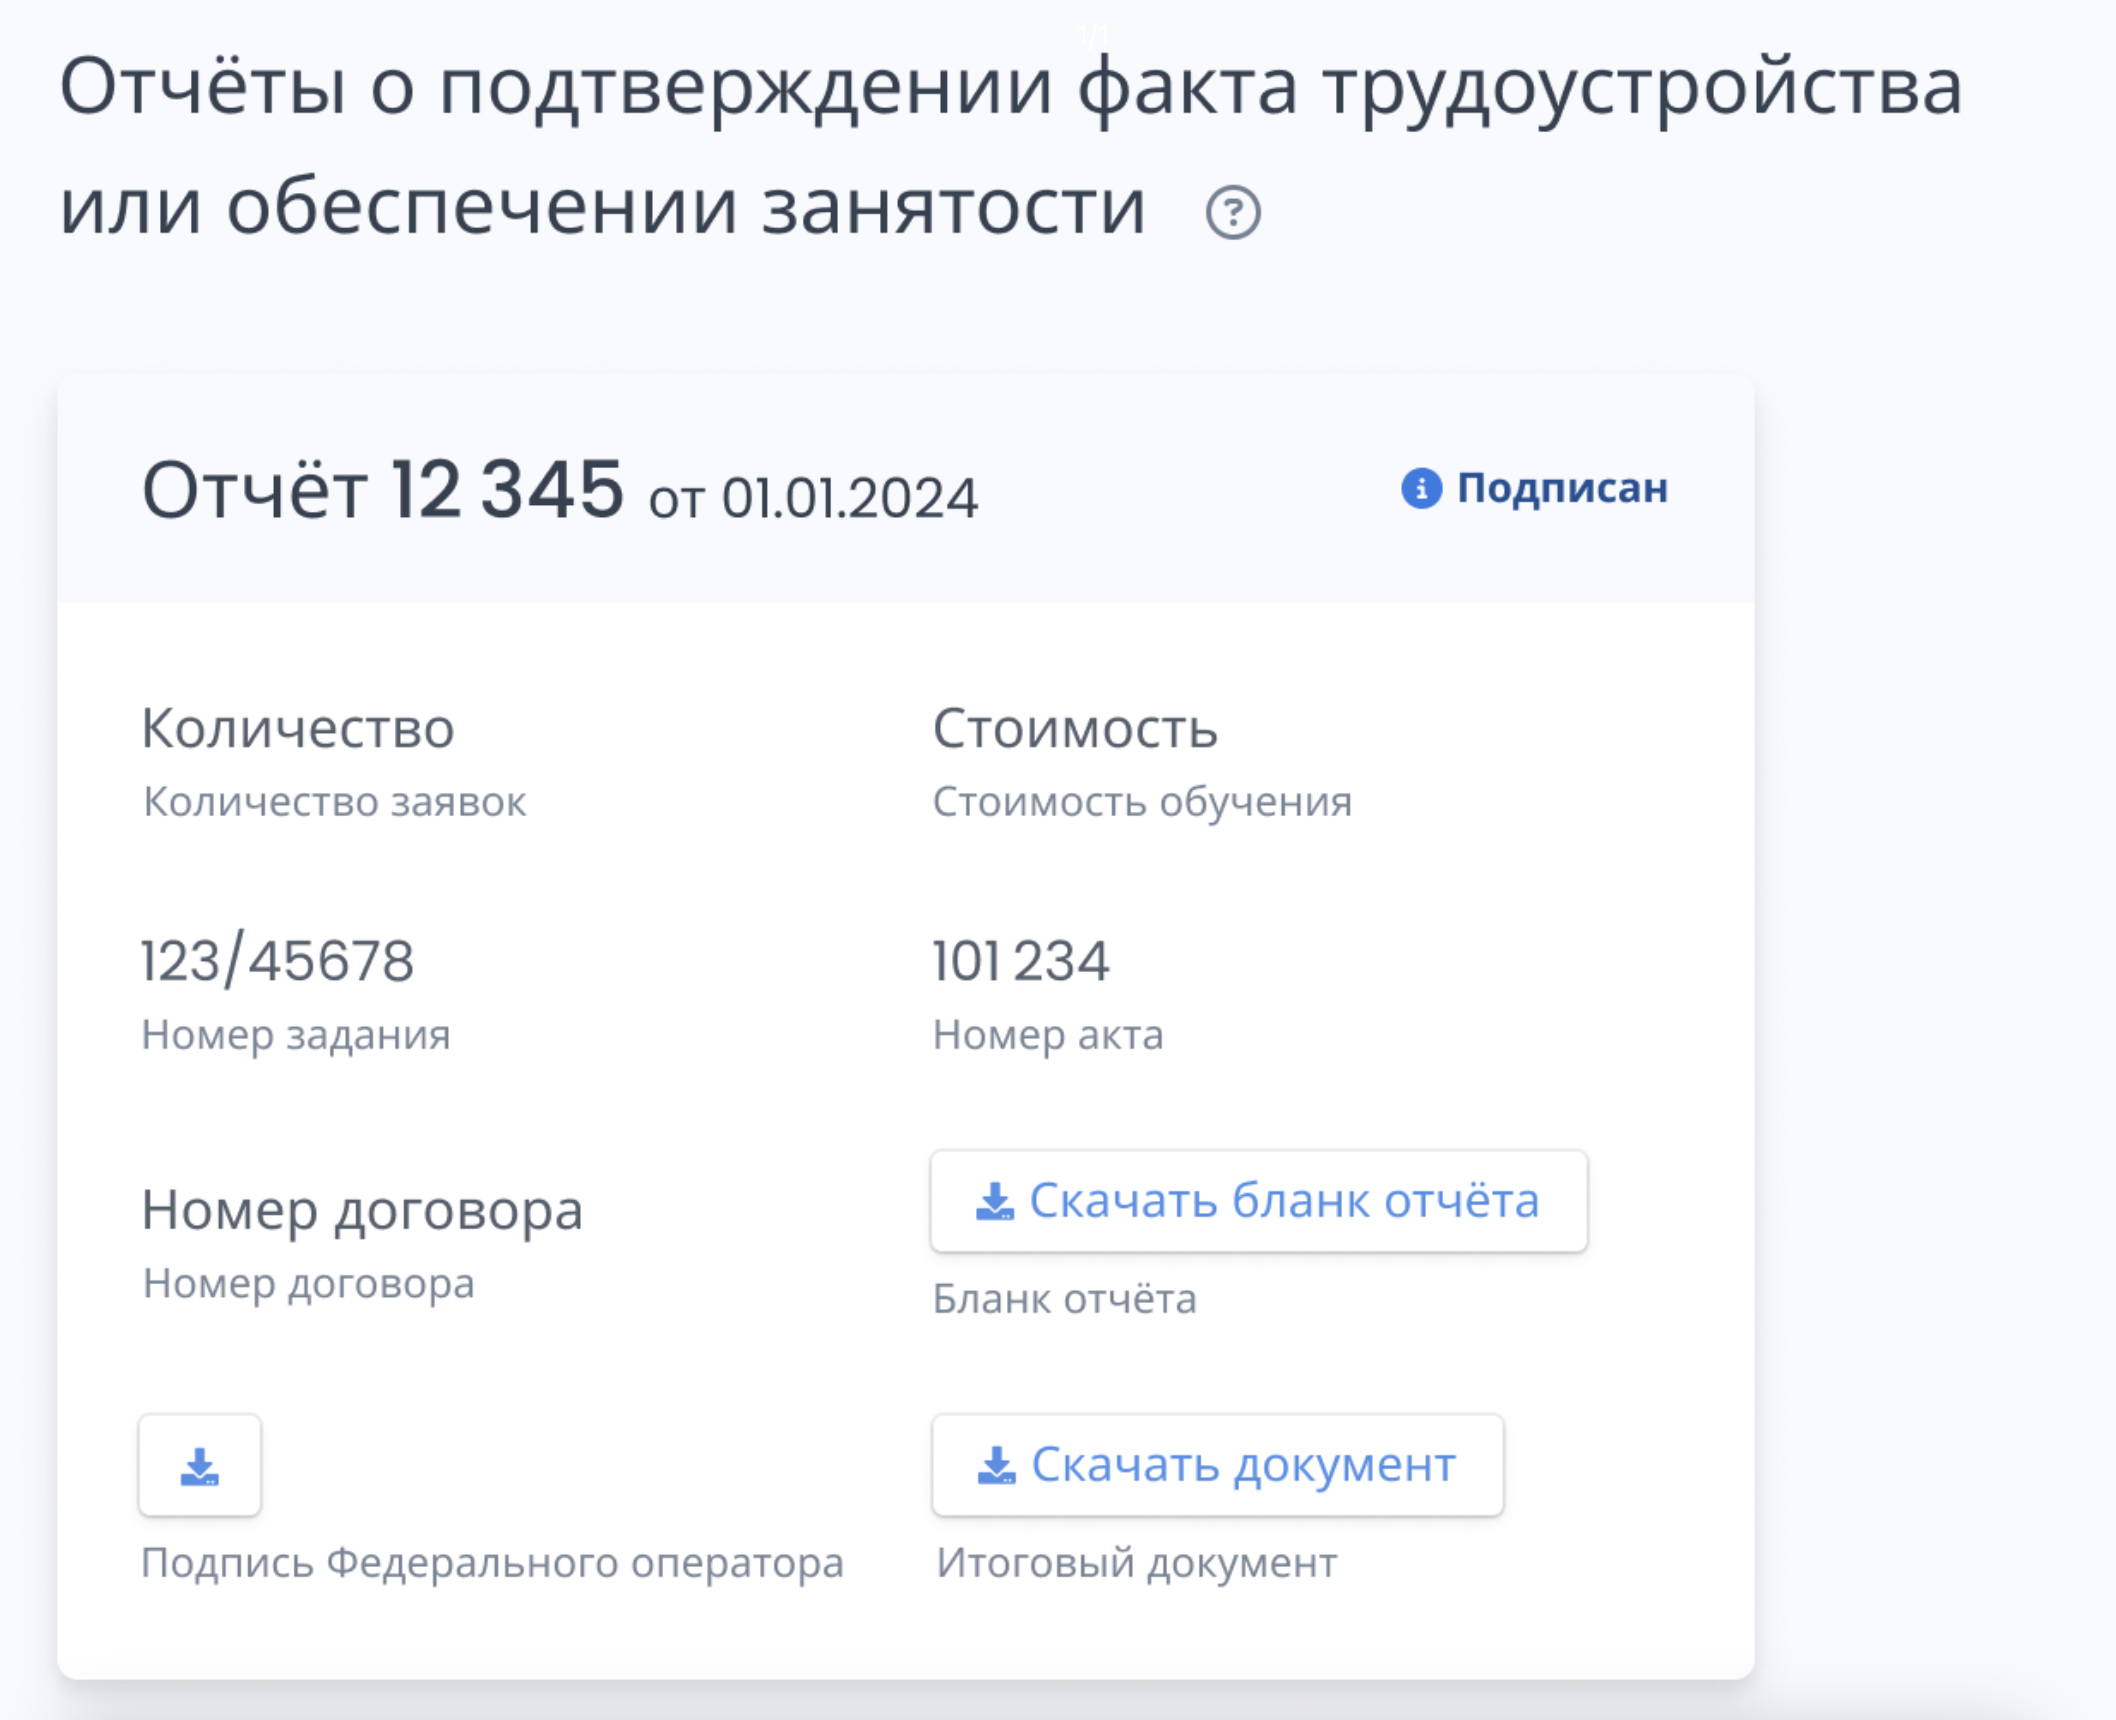 1/1
Отчёты о подтверждении факта трудоустройства
или обеспечении занятости ?
Отчёт 12 345 от 01.01.2024
Подписан
Количество
Количество заявок
Стоимость
Стоимость обучения
123/45678
Номер задания
101 234
Номер акта
Номер договора
Номер договора
Скачать бланк отчёта
Бланк отчёта
Подпись Федерального оператора
Скачать документ
Итоговый документ